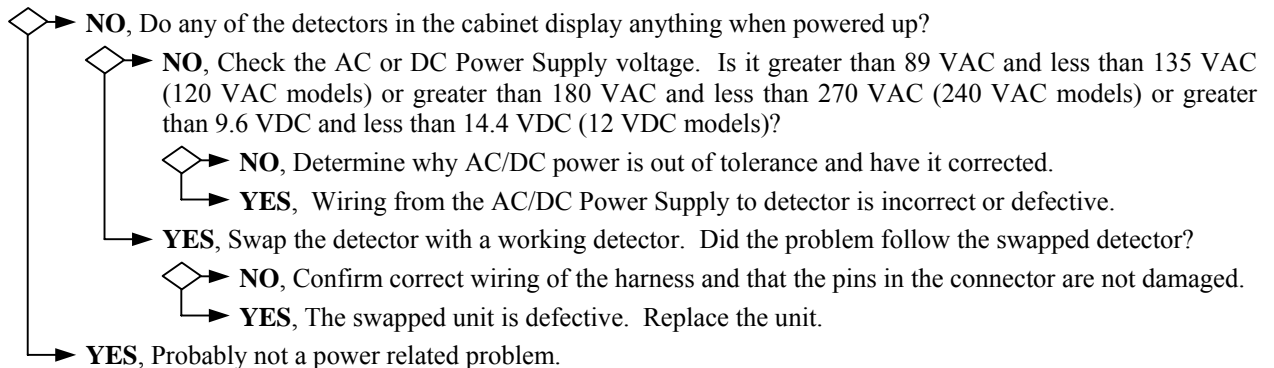 NO, Do any of the detectors in the cabinet display anything when powered up?
NO, Check the AC or DC Power Supply voltage. Is it greater than 89 VAC and less than 135 VAC
(120 VAC models) or greater than 180 VAC and less than 270 VAC (240 VAC models) or greater
than 9.6 VDC and less than 14.4 VDC (12 VDC models)?
NO, Determine why AC/DC power is out of tolerance and have it corrected.
YES, Wiring from the AC/DC Power Supply to detector is incorrect or defective.
YES, Swap the detector with a working detector. Did the problem follow the swapped detector?
NO, Confirm correct wiring of the harness and that the pins in the connector are not damaged.
YES, The swapped unit is defective. Replace the unit.
YES, Probably not a power related problem.